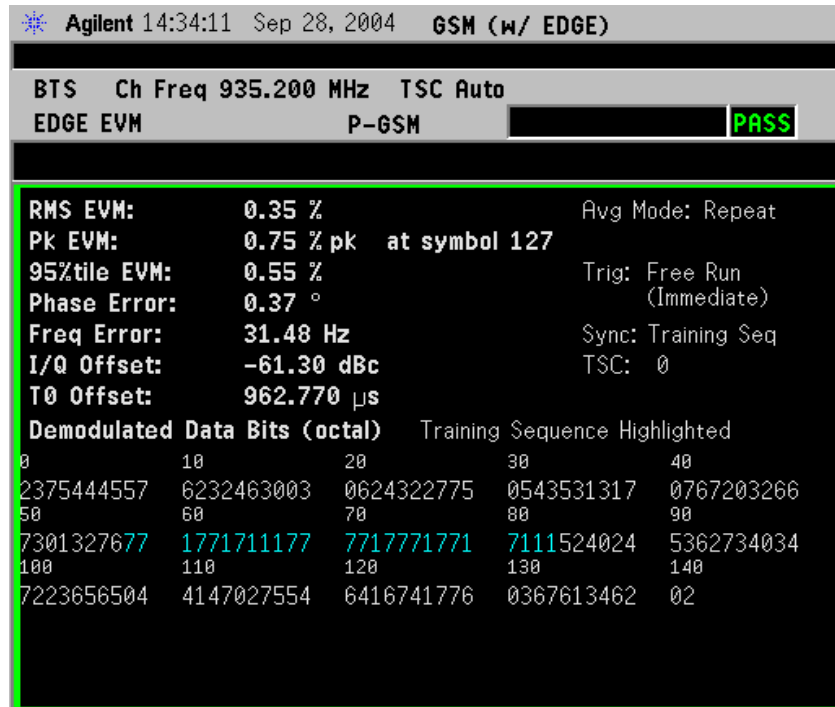 Agilent 14:34:11 Sep 28, 2004 GSM (w/ EDGE)
BTS Ch Freq 935.200 MHz TSC Auto
EDGE EVM P-GSM PASS
RMS EVM: 0.35 % Avg Mode: Repeat
Pk EVM: 0.75 % pk at symbol 127
95%tile EVM: 0.55 % Trig: Free Run
Phase Error: 0.37 ° (Immediate)
Freq Error: 31.48 Hz Sync: Training Seq
I/Q Offset: -61.30 dBc TSC: 0
T0 Offset: 962.770 µs
Demodulated Data Bits (octal) Training Sequence Highlighted
0 10 20 30 40
2375444557 6232463003 0624322775 0543531317 0767203266
50 60 70 80 90
7301327677 1771711177 7717771771 7111524024 5362734034
100 110 120 130 140
7223656504 4147027554 6416741776 0367613462 02